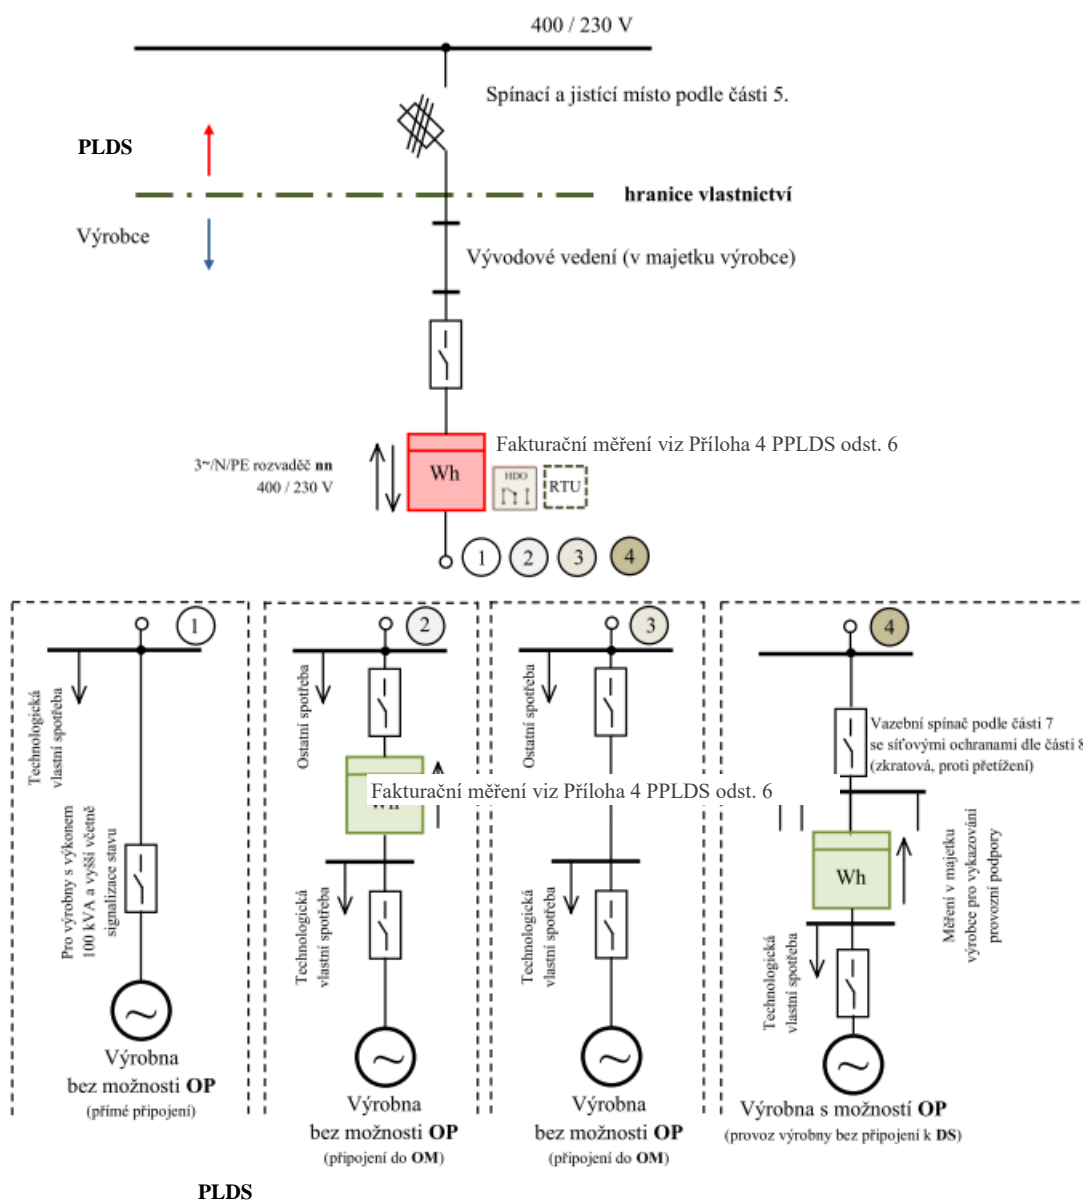 400 / 230 V
Spínací a jistící místo podle části 5.
PLDS
hranice vlastnictví
Výrobce
Vývodové vedení (v majetku výrobce)
Fakturační měření viz Příloha 4 PPLDS odst. 6
3~/N/PE rozvaděč nn
400 / 230 V
Wh
HDO
RTU
1
2
3
4
1
Technologická
vlastní spotřeba
Pro výrobny s výkonem
100 kVA a vyšší včetně
signalizace stavu
Výrobna
bez možnosti OP
(přímé připojení)
2
Ostatní spotřeba
Fakturační měření viz Příloha 4 PPLDS odst. 6
Technologická
vlastní spotřeba
Výrobna
bez možnosti OP
(připojení do OM)
3
Ostatní spotřeba
Technologická
vlastní spotřeba
Výrobna
bez možnosti OP
(připojení do OM)
4
Vazební spínač podle části 7
se síťovými ochranami dle části 8
(zkratová, proti přetížení)
Wh
Měření v majetku
výrobce pro vykazování
provozní podpory
Technologická
vlastní spotřeba
Výrobna s možností OP
(provoz výrobny bez připojení k DS)
PLDS